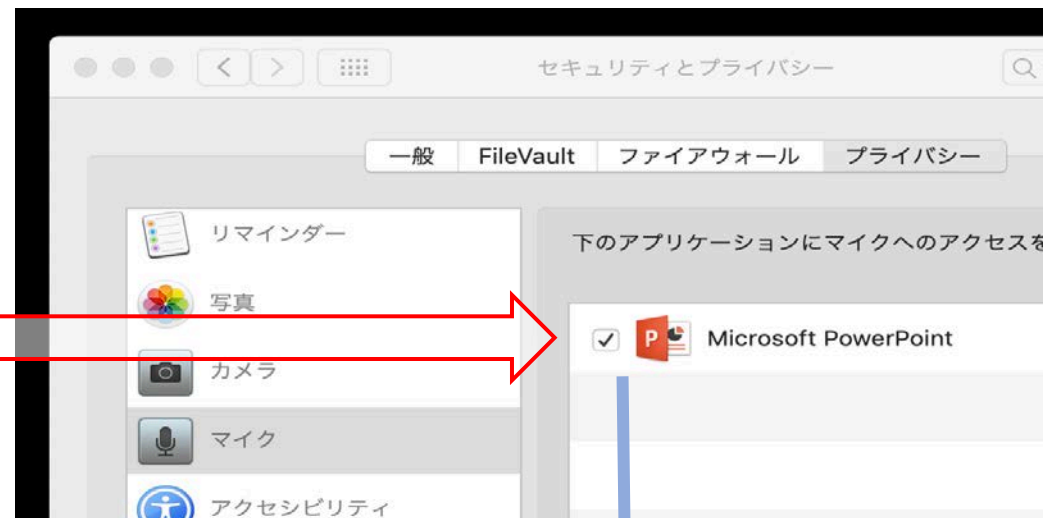 セキュリティとプライバシー
一般 FileVault ファイアウォール プライバシー
リマインダー
写真
カメラ
マイク
アクセシビリティ
下のアプリケーションにマイクへのアクセスを
Microsoft PowerPoint